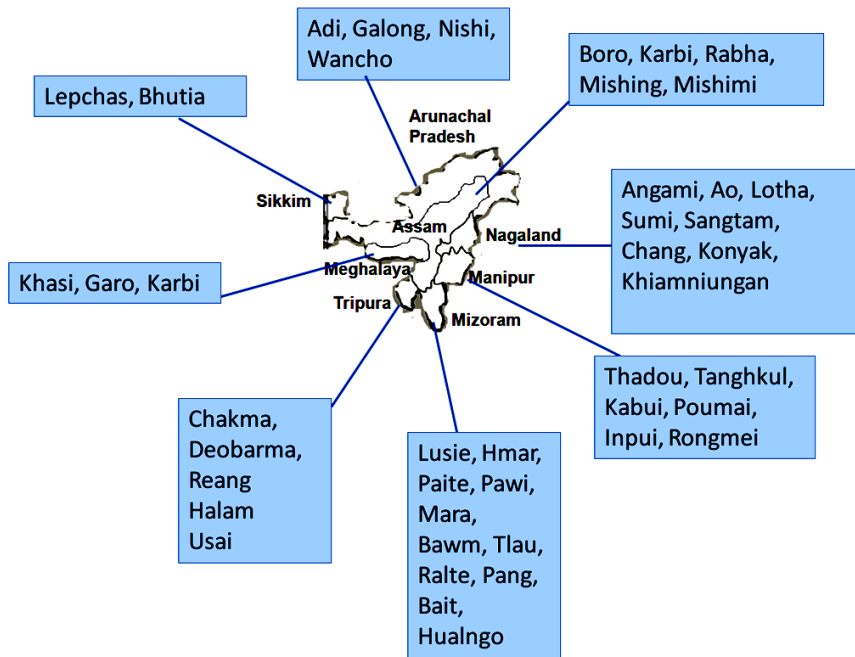 Adi, Galong, Nishi,
Wancho
Boro, Karbi, Rabha,
Mishing, Mishimi
Lepchas, Bhutia
Arunachal
Pradesh
Sikkim
Assam
Nagaland
Angami, Ao, Lotha,
Sumi, Sangtam,
Chang, Konyak,
Khiamniungan
Meghalaya
Manipur
Khasi, Garo, Karbi
Tripura
Mizoram
Thadou, Tanghkul,
Kabui, Poumai,
Inpui, Rongmei
Chakma,
Deobarma,
Reang
Halam
Usai
Lusie, Hmar,
Paite, Pawi,
Mara,
Bawm, Tlau,
Ralte, Pang,
Bait,
Hualngo